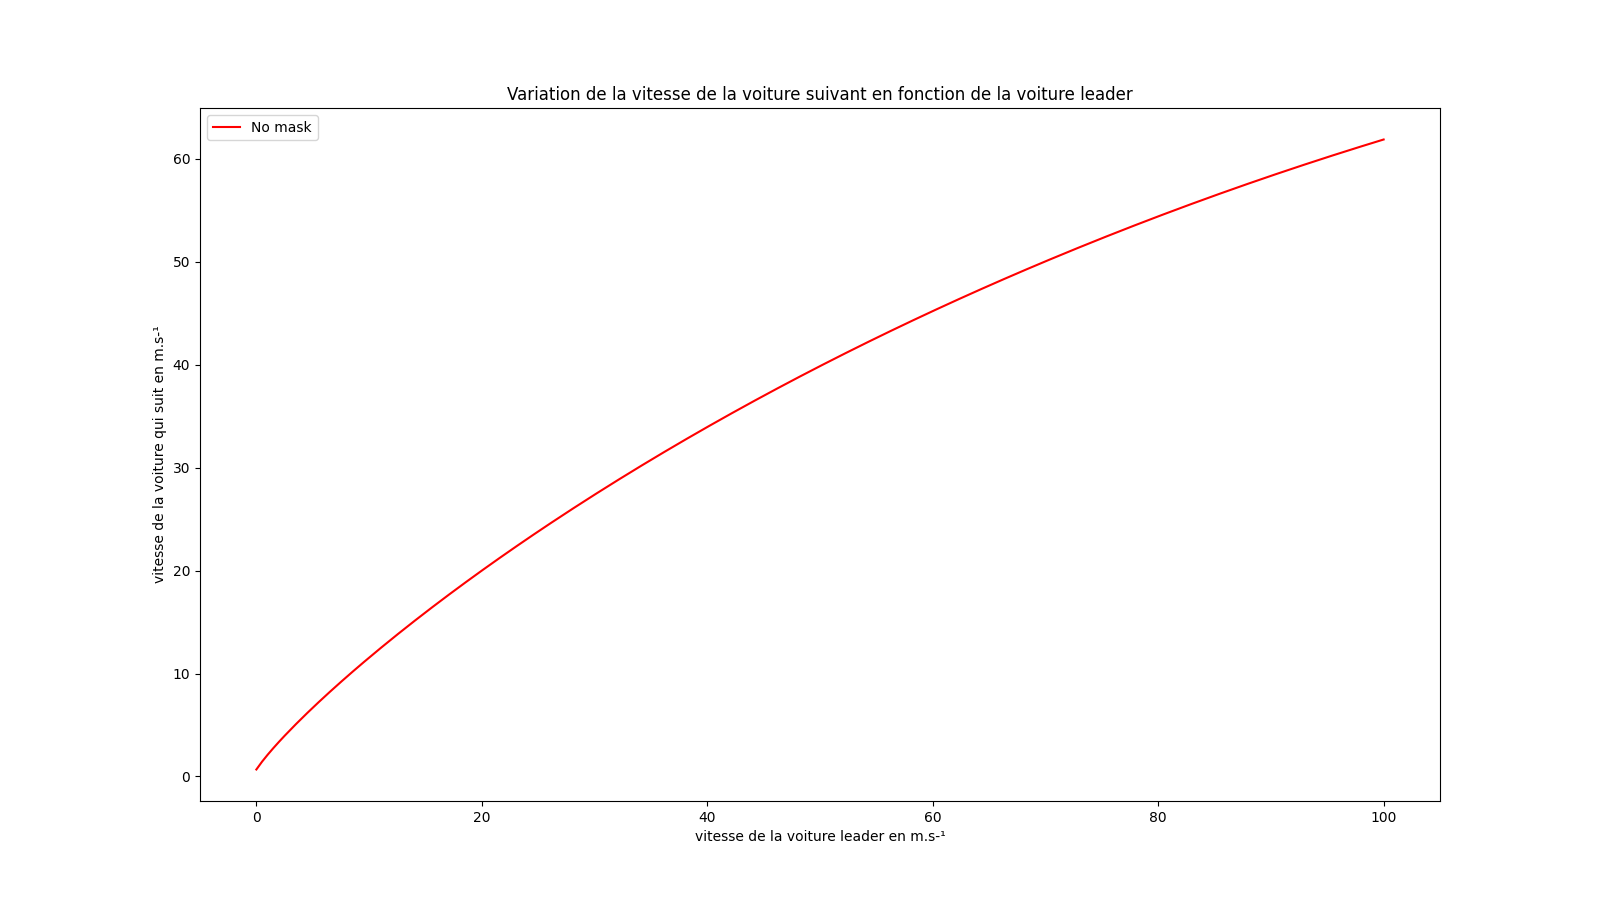 Variation de la vitesse de la voiture suivant en fonction de la voiture leader
No mask
60
50
40
30
20
10
0
vitesse de la voiture qui suit en m.s-¹
0 20 40 60 80 100
vitesse de la voiture leader en m.s-¹